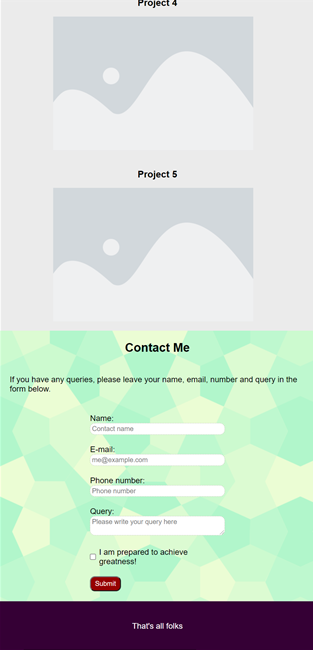 Project 4
Project 5
Contact Me
If you have any queries, please leave your name, email, number and query in the
form below.
Name:
Contact name
E-mail:
me@example.com
Phone number:
Phone number
Query:
Please write your query here
I am prepared to achieve
greatness!
Submit
That's all folks